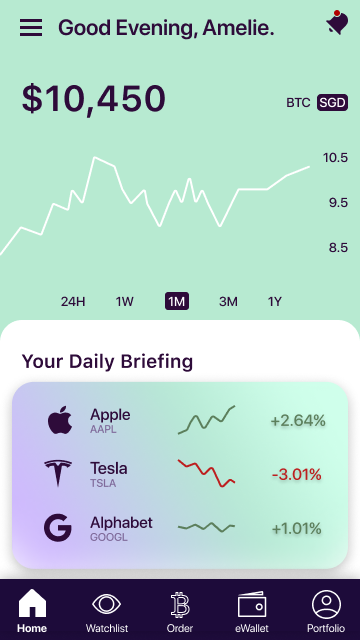 Good Evening, Amelie.
$10,450
BTC SGD
10.5
9.5
8.5
24H 1W 1M 3M 1Y
Your Daily Briefing
Apple
AAPL
+2.64%
Tesla
TSLA
-3.01%
Alphabet
GOOGL
+1.01%
Home Watchlist Order eWallet Portfolio